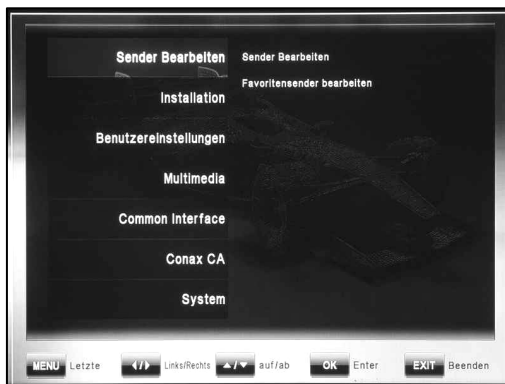 Sender Bearbeiten
Installation
Benutzereinstellungen
Multimedia
Common Interface
Conax CA
System
Sender Bearbeiten
Favoritensender bearbeiten
MENU Letzte
Links/Rechts
auf/ab
OK Enter
EXIT Beenden